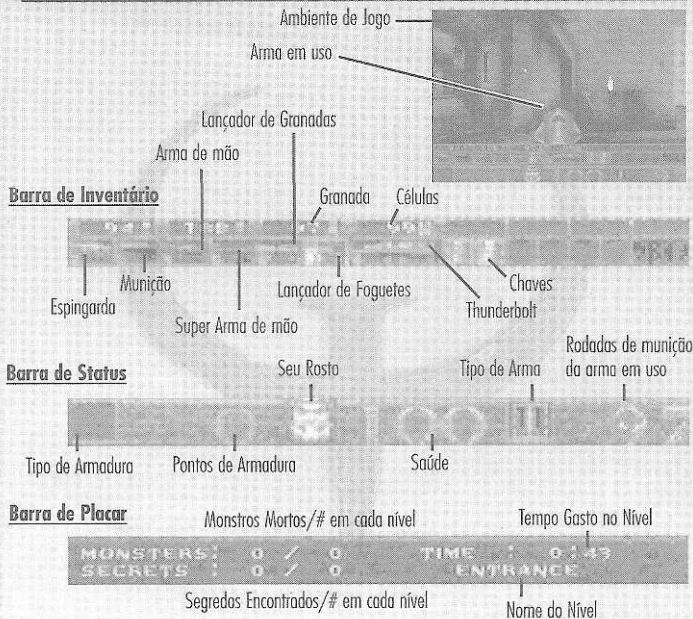 Ambiente de Jogo
Arma em uso
Lançador de Granadas
Arma de mão
Barra de Inventário
Granada
Células
Espingarda
Munição
Super Arma de mão
Lançador de Foguetes
Thunderbolt
Chaves
Barra de Status
Seu Rosto
Tipo de Arma
Rodadas de munição
da arma em uso
Tipo de Armadura
Pontos de Armadura
Saúde
Barra de Placar
Monstros Mortos/# em cada nível
Tempo Gasto no Nível
MONSTERS: 0 / 0 TIME : 0:43
SECRETS : 0 / 0 ENTRANCE
Segredos Encontrados/# em cada nível
Nome do Nível